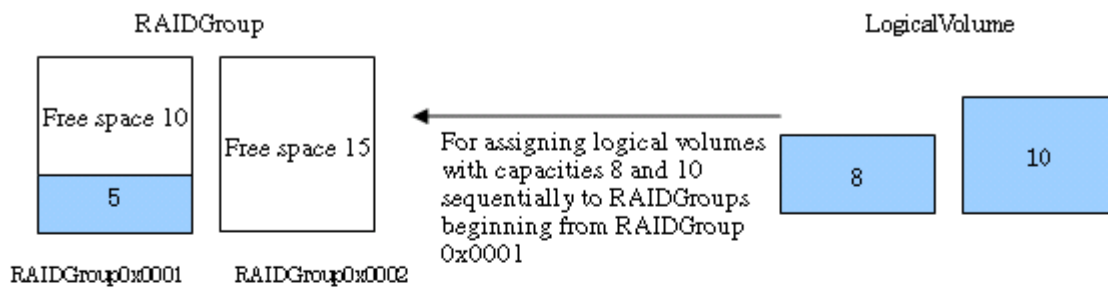 RAIDGroup
LogicalVolume
Free space 10
5
Free space 15
For assigning logical volumes
with capacities 8 and 10
sequentially to RAIDGroups
beginning from RAIDGroup
0x0001
8
10
RAIDGroup0x0001
RAIDGroup0x0002